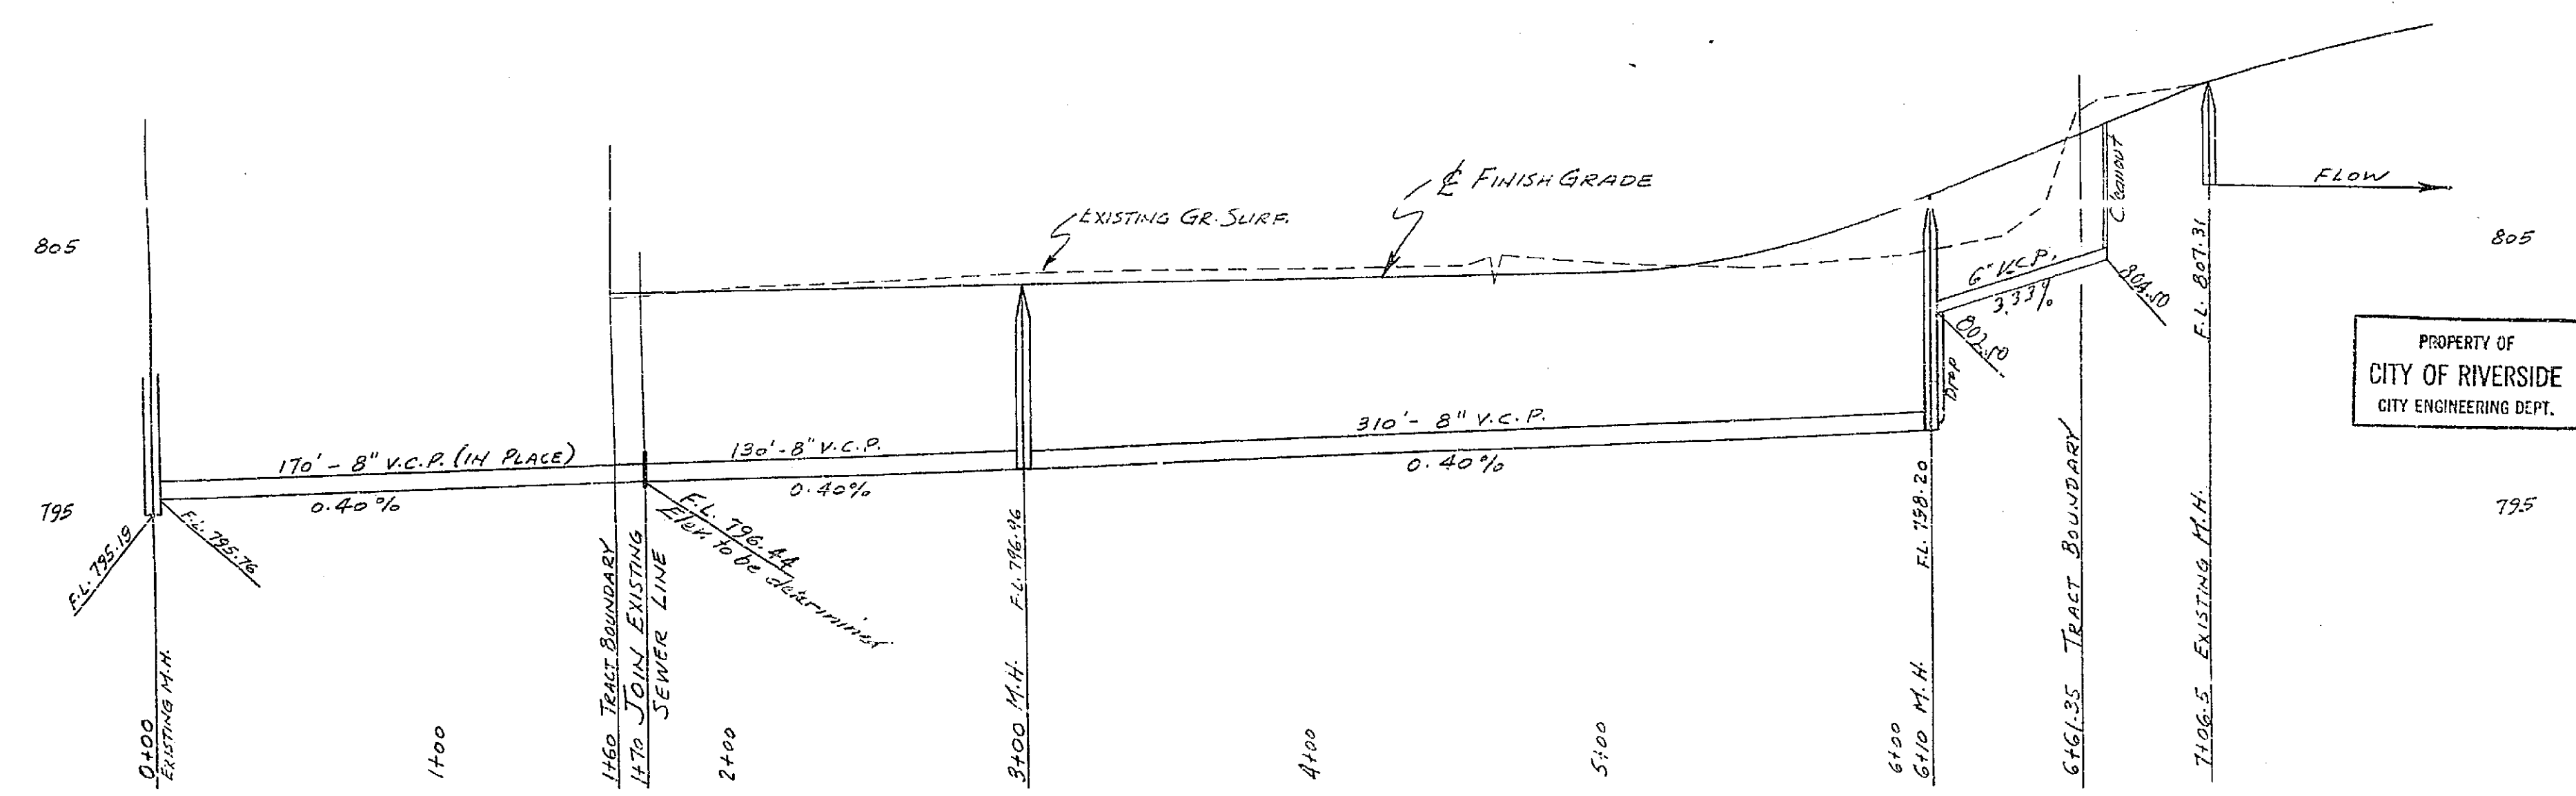 ℄ FINISH GRADE
EXISTING GR. SURF.
FLOW
805
805
Cleanout
6" V.C.P.
3.33%
804.50
802.50
Drop
F.L. 807.31
PROPERTY OF
CITY OF RIVERSIDE
CITY ENGINEERING DEPT.
170' - 8" V.C.P. (IN PLACE)
0.40%
130' - 8" V.C.P.
0.40%
310' - 8" V.C.P.
0.40%
795
795
F.L. 795.19
F.L. 795.76
F.L. 796.44
Elev. to be determined
F.L. 796.96
F.L. 798.20
0+00
EXISTING M.H.
1+00
1+60 TRACT BOUNDARY
1+70 JOIN EXISTING
SEWER LINE
2+00
3+00 M.H.
4+00
5+00
6+00
6+10 M.H.
6+61.35 TRACT BOUNDARY
7+06.5 EXISTING M.H.